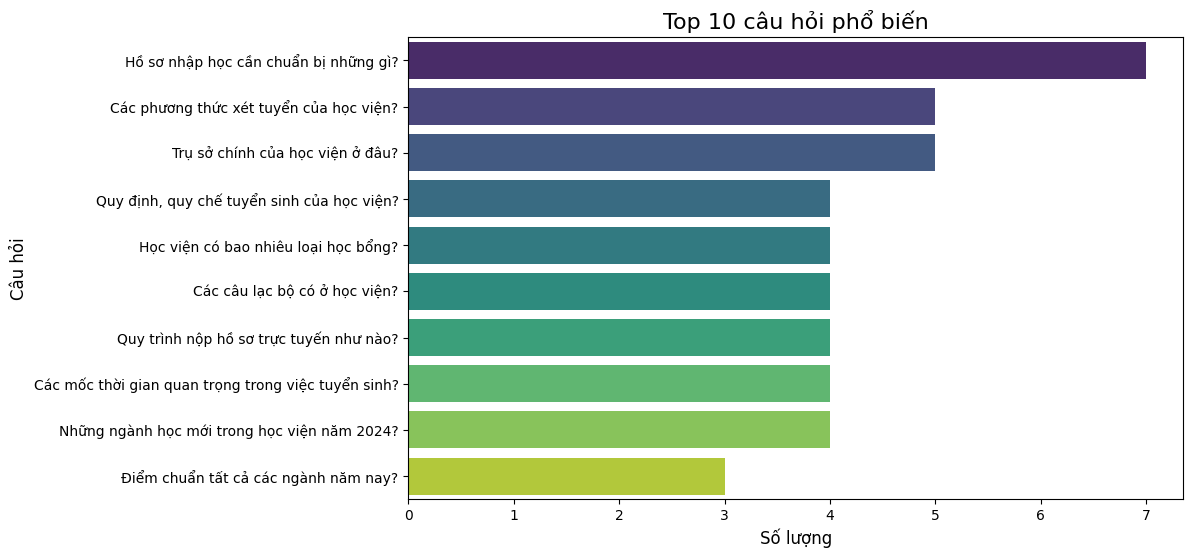 Top 10 câu hỏi phổ biến
Câu hỏi
Hồ sơ nhập học cần chuẩn bị những gì?
Các phương thức xét tuyển của học viện?
Trụ sở chính của học viện ở đâu?
Quy định, quy chế tuyển sinh của học viện?
Học viện có bao nhiêu loại học bổng?
Các câu lạc bộ có ở học viện?
Quy trình nộp hồ sơ trực tuyến như nào?
Các mốc thời gian quan trọng trong việc tuyển sinh?
Những ngành học mới trong học viện năm 2024?
Điểm chuẩn tất cả các ngành năm nay?
0 1 2 3 4 5 6 7
Số lượng